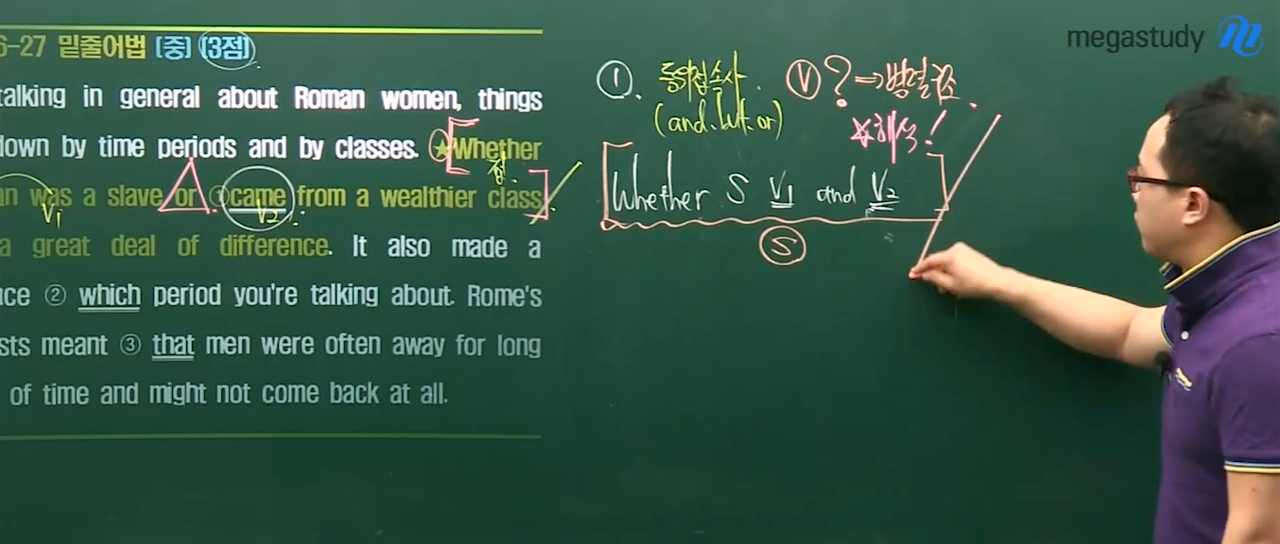 6-27 밑줄어법 (중) (3점)
talking in general about Roman women, things
down by time periods and by classes. ★Whether
접
an was a slave or ①came from a wealthier class
V1 V2
a great deal of difference. It also made a
nce ② which period you're talking about. Rome's
sts meant ③ that men were often away for long
of time and might not come back at all.
megastudy
①. 등위접속사. Ⓥ? ⇒ 병렬구조.
(and. but. or) ☆해석!
Whether S V1 and V2
Ⓢ